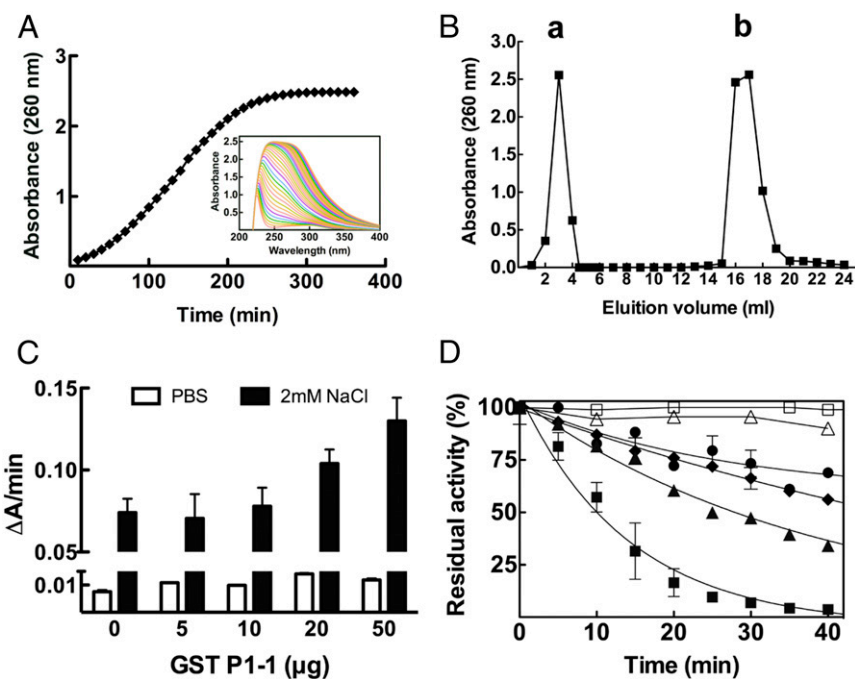 A
Absorbance (260 nm)
3
2
1
0
100
200
300
400
Time (min)
Absorbance
2.5
2.0
1.5
1.0
0.5
200
250
300
350
400
Wavelength (nm)
B
a
b
Absorbance (260 nm)
3.0
2.5
2.0
1.5
1.0
0.5
0.0
2 4 6 8 10 12 14 16 18 20 22 24
Eluition volume (ml)
C
PBS
2mM NaCl
ΔA/min
0.15
0.10
0.05
0.01
0 5 10 20 50
GST P1-1 (µg)
D
Residual activity (%)
100
75
50
25
0 10 20 30 40
Time (min)